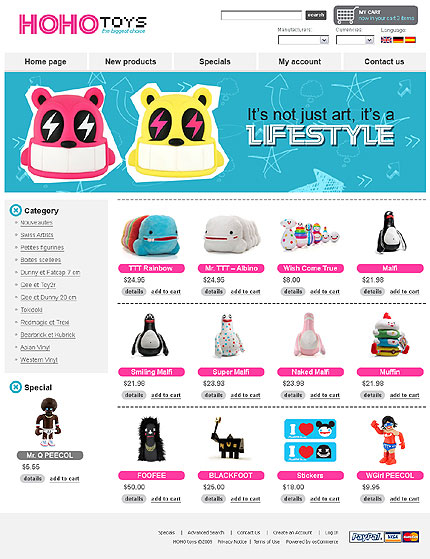 HOHO TOYS
the biggest choice
search
MY CART
now in your cart 0 items
Manufacturers:
Currencies:
Language:
Home page
New products
Specials
My account
Contact us
It's not just art, it's a
LIFESTYLE
Category
Nouveautes
Swiss Artists
Petites figurines
Boites scellees
Dunny et Fatcap 7 cm
Qee et Toy2r
Qee et Dunny 20 cm
Tokidoki
Redmagic et Trexi
Bearbrick et Kubrick
Asian Vinyl
Western Vinyl
Special
Mr. Q PEECOL
$5.55
details add to cart
TTT Rainbow
$24.95
details add to cart
Mr. TTT – Albino
$24.95
details add to cart
Wish Come True
$8.00
details add to cart
Malfi
$21.98
details add to cart
Smiling Malfi
$21.98
details add to cart
Super Malfi
$23.93
details add to cart
Naked Malfi
$23.99
details add to cart
Muffin
$21.98
details add to cart
FOOFEE
$50.00
details add to cart
BLACKFOOT
$25.00
details add to cart
I ♥
I ♥
Stickers
$18.00
details add to cart
WGirl PEECOL
$9.95
details add to cart
Specials | Advanced Search | Contact Us | Create an Account | Log In
HOHO toys ©2009 Privacy Notice | Terms of Use Powered by osCommerce
PayPal VISA